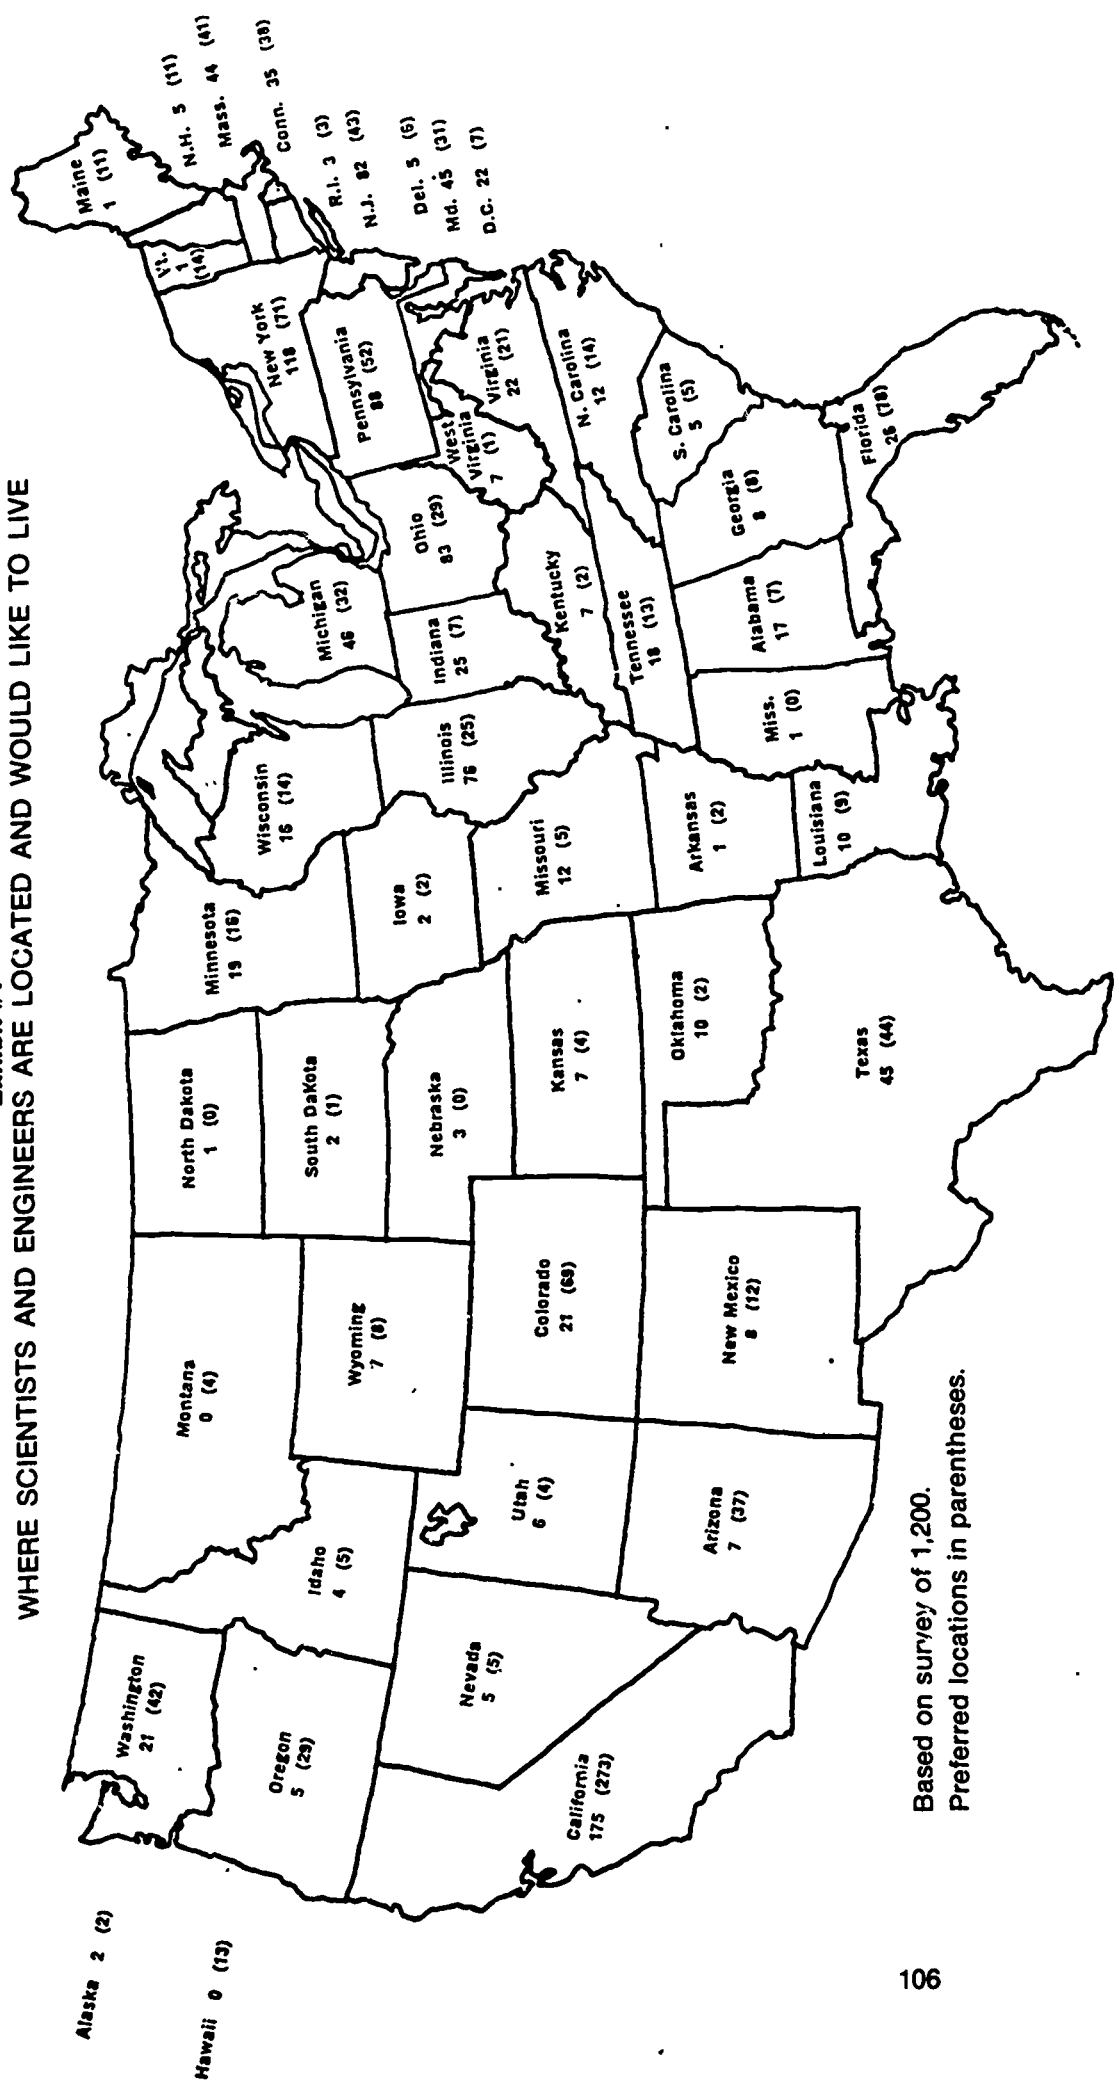 WHERE SCIENTISTS AND ENGINEERS ARE LOCATED AND WOULD LIKE TO LIVE
Alaska 2 (2)
Hawaii 0 (13)
Washington
21 (42)
Oregon
5 (29)
California
175 (273)
Nevada
5 (5)
Idaho
4 (5)
Montana
0 (4)
Wyoming
7 (8)
Utah
6 (4)
Arizona
7 (37)
Colorado
21 (69)
New Mexico
8 (12)
North Dakota
1 (0)
South Dakota
2 (1)
Nebraska
3 (0)
Kansas
7 (4)
Oklahoma
10 (2)
Texas
45 (44)
Minnesota
19 (16)
Iowa
2 (2)
Missouri
12 (5)
Arkansas
1 (2)
Louisiana
10 (9)
Wisconsin
16 (14)
Illinois
76 (25)
Michigan
46 (32)
Indiana
25 (7)
Ohio
83 (29)
Kentucky
7 (2)
Tennessee
18 (13)
Miss.
1 (0)
Alabama
17 (7)
Georgia
8 (8)
Florida
26 (78)
S. Carolina
5 (5)
N. Carolina
12 (14)
Virginia
22 (21)
West
Virginia
7 (1)
Pennsylvania
88 (52)
New York
118 (71)
Vt.
1
(14)
Maine
1 (11)
N.H. 5 (11)
Mass. 44 (41)
Conn. 35 (38)
R.I. 3 (3)
N.J. 82 (43)
Del. 5 (6)
Md. 45 (31)
D.C. 22 (7)
Based on survey of 1,200.
Preferred locations in parentheses.
106